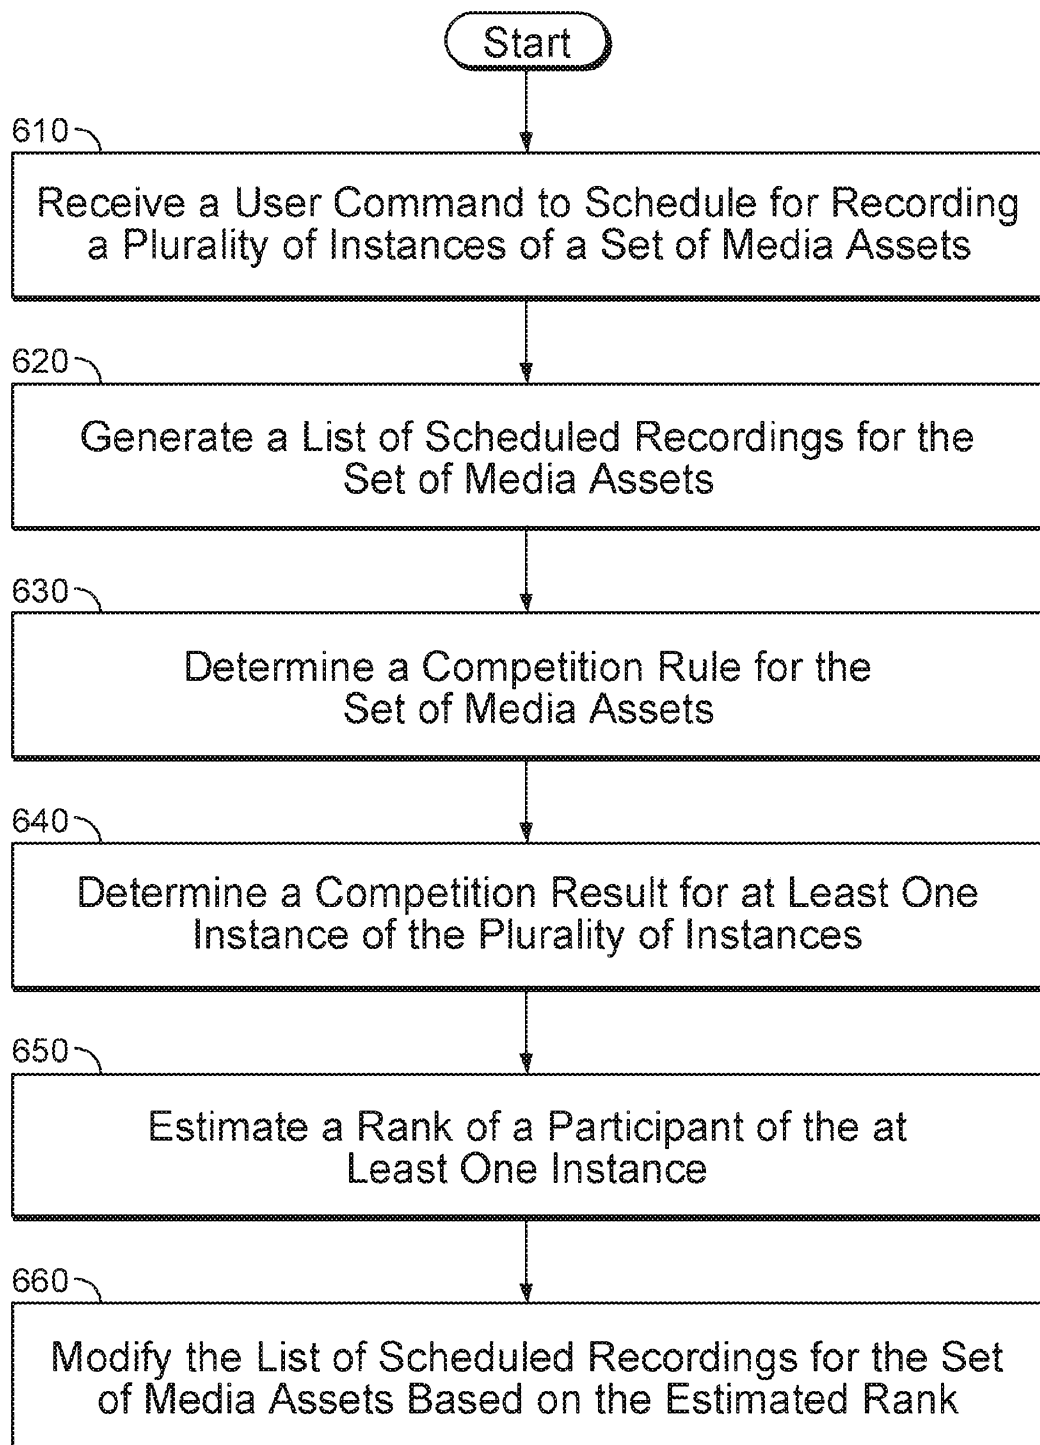 Start
610
Receive a User Command to Schedule for Recording
a Plurality of Instances of a Set of Media Assets
620
Generate a List of Scheduled Recordings for the
Set of Media Assets
630
Determine a Competition Rule for the
Set of Media Assets
640
Determine a Competition Result for at Least One
Instance of the Plurality of Instances
650
Estimate a Rank of a Participant of the at
Least One Instance
660
Modify the List of Scheduled Recordings for the Set
of Media Assets Based on the Estimated Rank